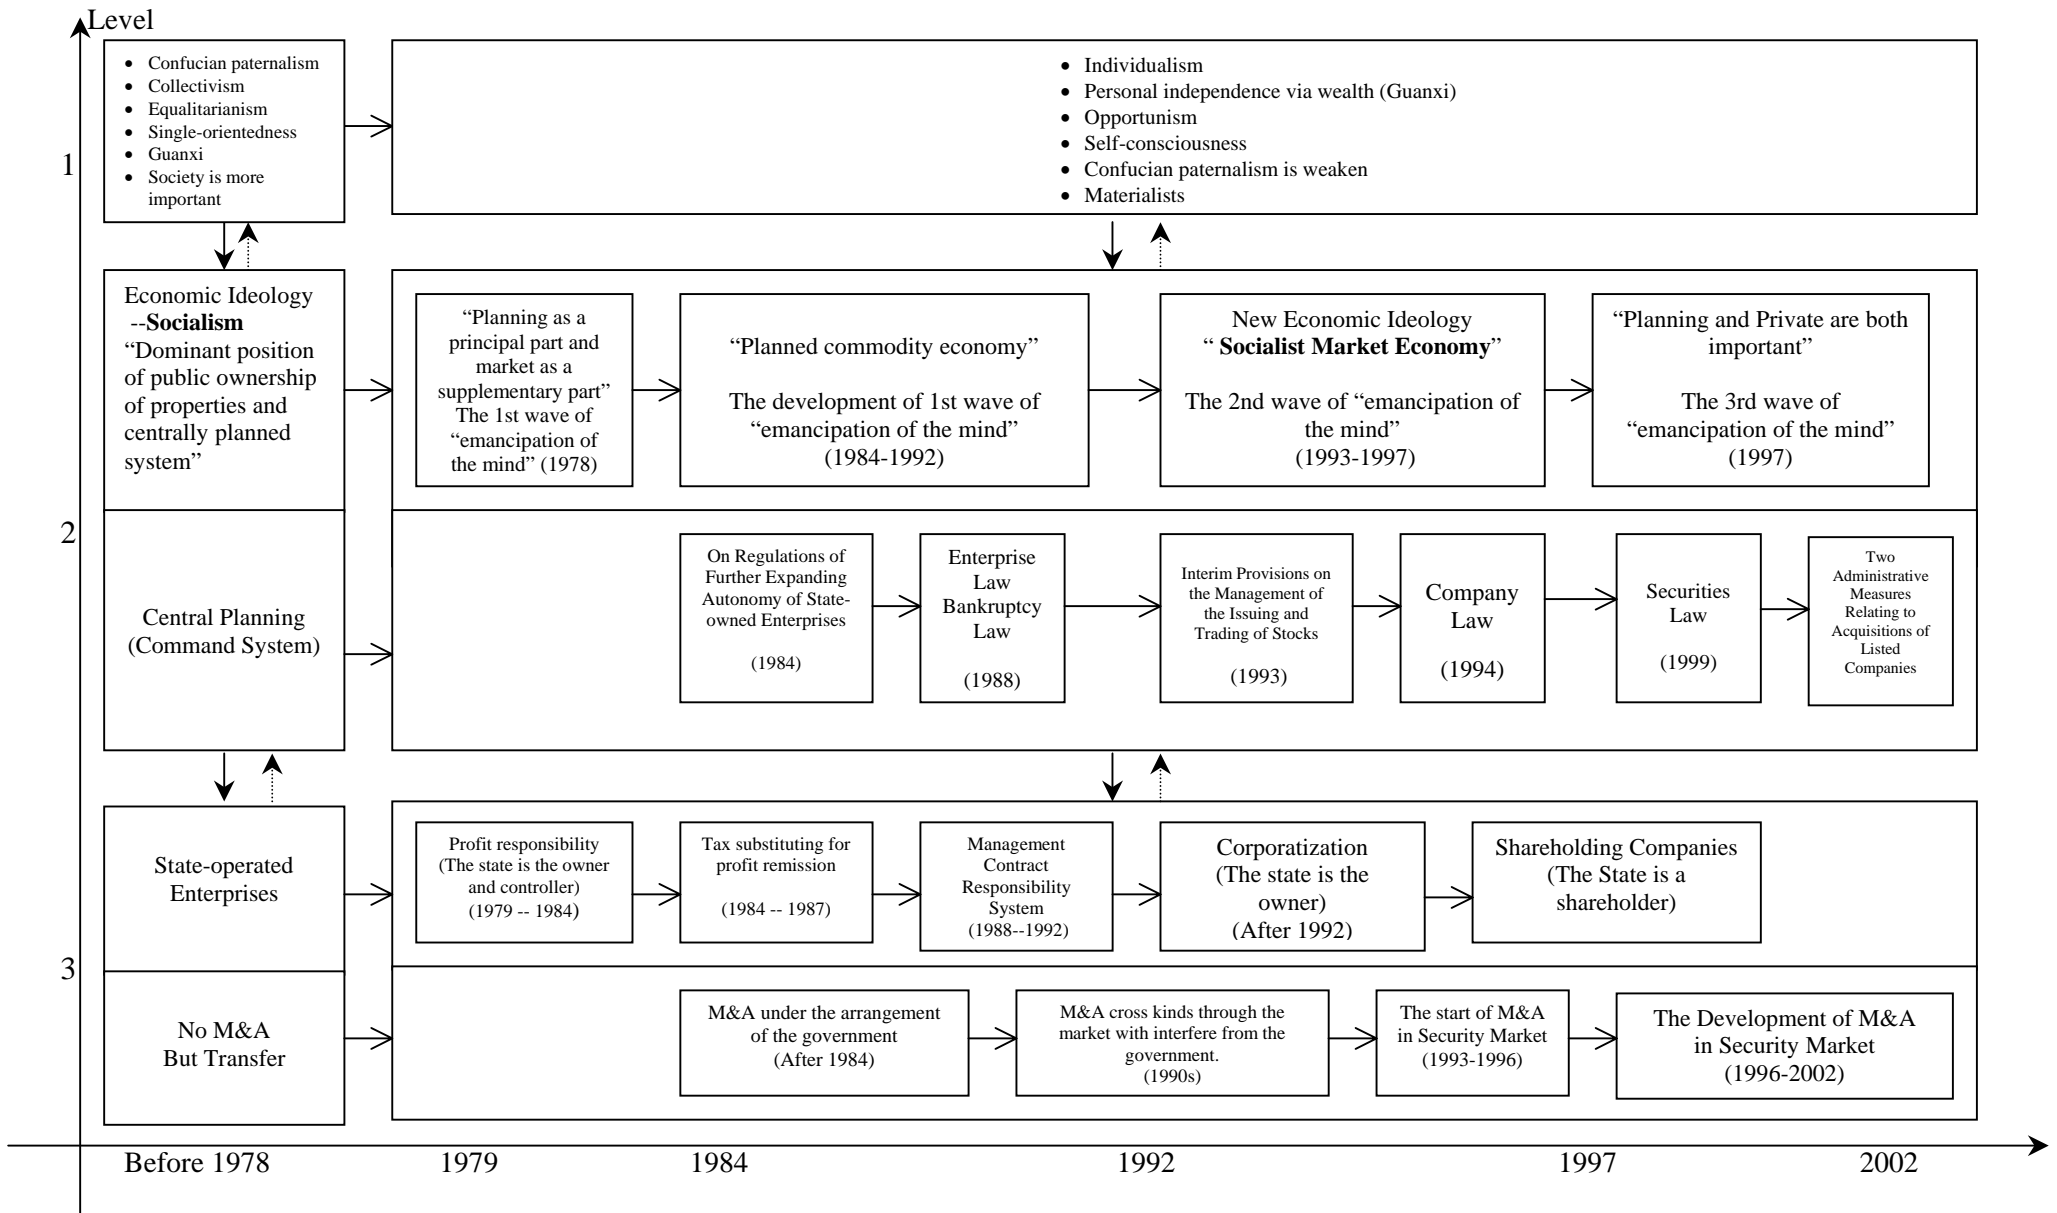 Level
• Confucian paternalism
• Collectivism
• Equalitarianism
• Single-orientedness
• Guanxi
• Society is more
important
• Individualism
• Personal independence via wealth (Guanxi)
• Opportunism
• Self-consciousness
• Confucian paternalism is weaken
• Materialists
1
Economic Ideology
--Socialism
“Dominant position
of public ownership
of properties and
centrally planned
system”
“Planning as a
principal part and
market as a
supplementary part”
The 1st wave of
“emancipation of
the mind” (1978)
“Planned commodity economy”
The development of 1st wave of
“emancipation of the mind”
(1984-1992)
New Economic Ideology
“ Socialist Market Economy”
The 2nd wave of “emancipation of
the mind”
(1993-1997)
“Planning and Private are both
important”
The 3rd wave of
“emancipation of the mind”
(1997)
2
Central Planning
(Command System)
On Regulations of
Further Expanding
Autonomy of State-
owned Enterprises
(1984)
Enterprise
Law
Bankruptcy
Law
(1988)
Interim Provisions on
the Management of
the Issuing and
Trading of Stocks
(1993)
Company
Law
(1994)
Securities
Law
(1999)
Two
Administrative
Measures
Relating to
Acquisitions of
Listed
Companies
State-operated
Enterprises
Profit responsibility
(The state is the owner
and controller)
(1979 -- 1984)
Tax substituting for
profit remission
(1984 -- 1987)
Management
Contract
Responsibility
System
(1988--1992)
Corporatization
(The state is the
owner)
(After 1992)
Shareholding Companies
(The State is a
shareholder)
3
No M&A
But Transfer
M&A under the arrangement
of the government
(After 1984)
M&A cross kinds through the
market with interfere from the
government.
(1990s)
The start of M&A
in Security Market
(1993-1996)
The Development of M&A
in Security Market
(1996-2002)
Before 1978
1979
1984
1992
1997
2002